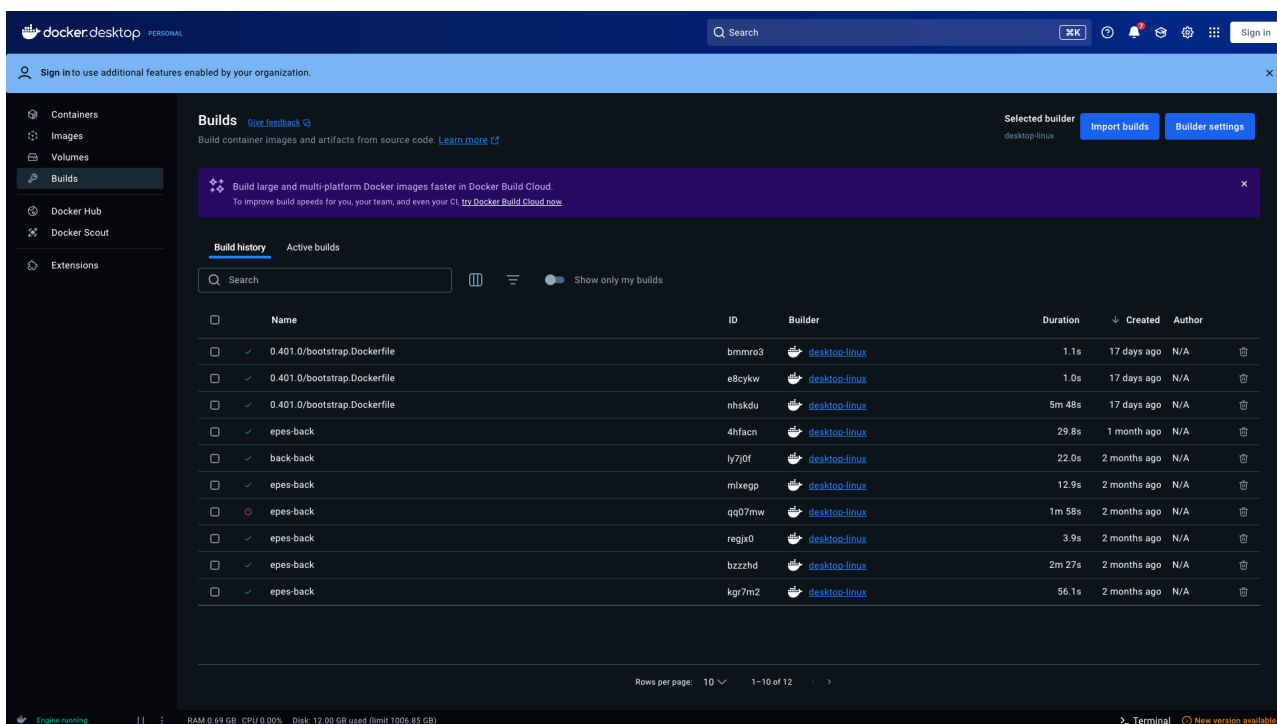 docker.desktop PERSONAL Search ⌘K 7 Sign in
Sign in to use additional features enabled by your organization.
Containers
Images
Volumes
Builds
Docker Hub
Docker Scout
Extensions
Builds Give feedback
Build container images and artifacts from source code. Learn more
Selected builder
desktop-linux
Import builds
Builder settings
Build large and multi-platform Docker images faster in Docker Build Cloud.
To improve build speeds for you, your team, and even your CI, try Docker Build Cloud now
Build history Active builds
Search Show only my builds
Name ID Builder Duration Created Author
0.401.0/bootstrap.Dockerfile bmmro3 desktop-linux 1.1s 17 days ago N/A
0.401.0/bootstrap.Dockerfile e8cykw desktop-linux 1.0s 17 days ago N/A
0.401.0/bootstrap.Dockerfile nhskdu desktop-linux 5m 48s 17 days ago N/A
epes-back 4hfacn desktop-linux 29.8s 1 month ago N/A
back-back ly7j0f desktop-linux 22.0s 2 months ago N/A
epes-back mlxegp desktop-linux 12.9s 2 months ago N/A
epes-back qq07mw desktop-linux 1m 58s 2 months ago N/A
epes-back regjx0 desktop-linux 3.9s 2 months ago N/A
epes-back bzzzhd desktop-linux 2m 27s 2 months ago N/A
epes-back kgr7m2 desktop-linux 56.1s 2 months ago N/A
Rows per page: 10 1–10 of 12
Engine running RAM 0.69 GB CPU 0.00% Disk: 12.00 GB used (limit 1006.85 GB) Terminal New version available